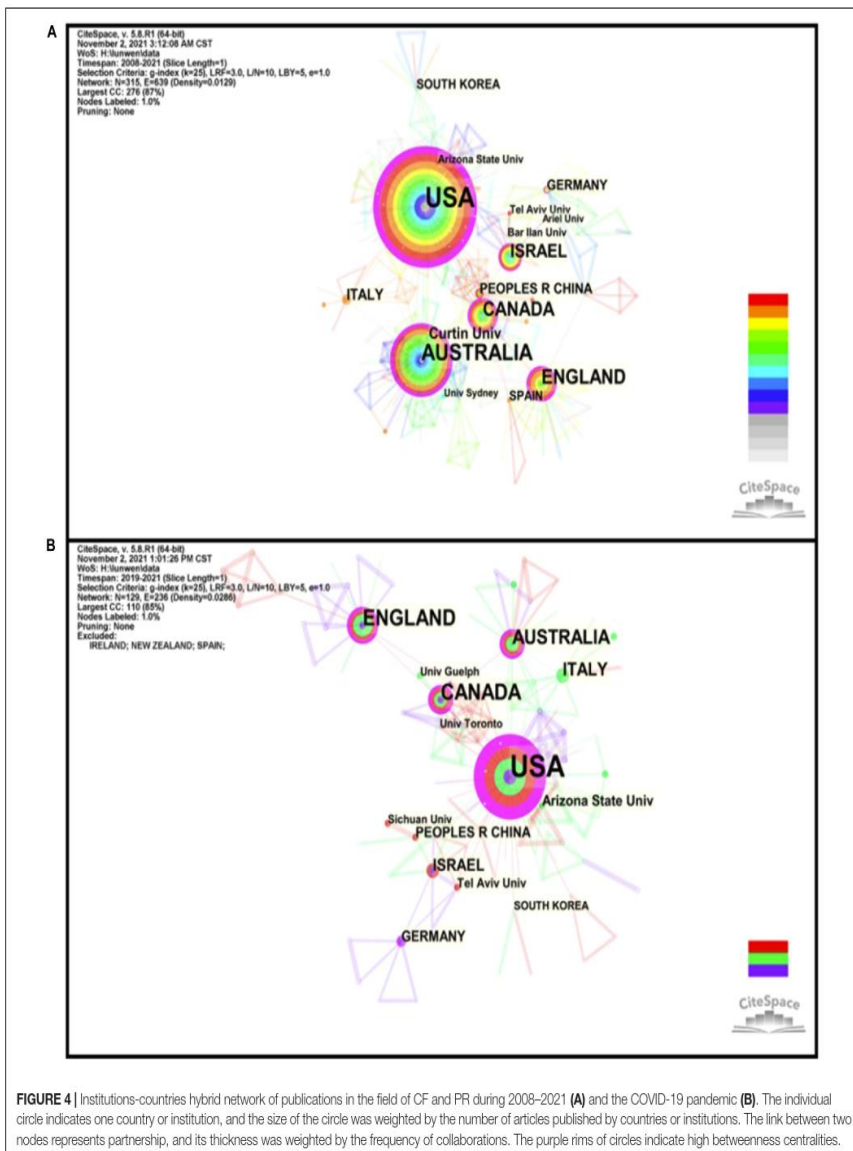 A
CiteSpace, v. 5.8.R1 (64-bit)
November 2, 2021 3:12:08 AM CST
WoS: H:\lunwen\data
Timespan: 2008-2021 (Slice Length=1)
Selection Criteria: g-index (k=25), LRF=3.0, L/N=10, LBY=5, e=1.0
Network: N=315, E=639 (Density=0.0129)
Largest CC: 276 (87%)
Nodes Labeled: 1.0%
Pruning: None
SOUTH KOREA
Arizona State Univ
USA
GERMANY
Tel Aviv Univ
Ariel Univ
Bar Ilan Univ
ISRAEL
ITALY
PEOPLES R CHINA
CANADA
Curtin Univ
AUSTRALIA
ENGLAND
Univ Sydney
SPAIN
CiteSpace
B
CiteSpace, v. 5.8.R1 (64-bit)
November 2, 2021 1:01:26 PM CST
WoS: H:\lunwen\data
Timespan: 2019-2021 (Slice Length=1)
Selection Criteria: g-index (k=25), LRF=3.0, L/N=10, LBY=5, e=1.0
Network: N=129, E=236 (Density=0.0286)
Largest CC: 110 (85%)
Nodes Labeled: 1.0%
Pruning: None
Excluded:
IRELAND; NEW ZEALAND; SPAIN;
ENGLAND
AUSTRALIA
ITALY
Univ Guelph
CANADA
Univ Toronto
USA
Arizona State Univ
Sichuan Univ
PEOPLES R CHINA
ISRAEL
Tel Aviv Univ
SOUTH KOREA
GERMANY
CiteSpace
FIGURE 4 | Institutions-countries hybrid network of publications in the field of CF and PR during 2008–2021 (A) and the COVID-19 pandemic (B). The individual
circle indicates one country or institution, and the size of the circle was weighted by the number of articles published by countries or institutions. The link between two
nodes represents partnership, and its thickness was weighted by the frequency of collaborations. The purple rims of circles indicate high betweenness centralities.